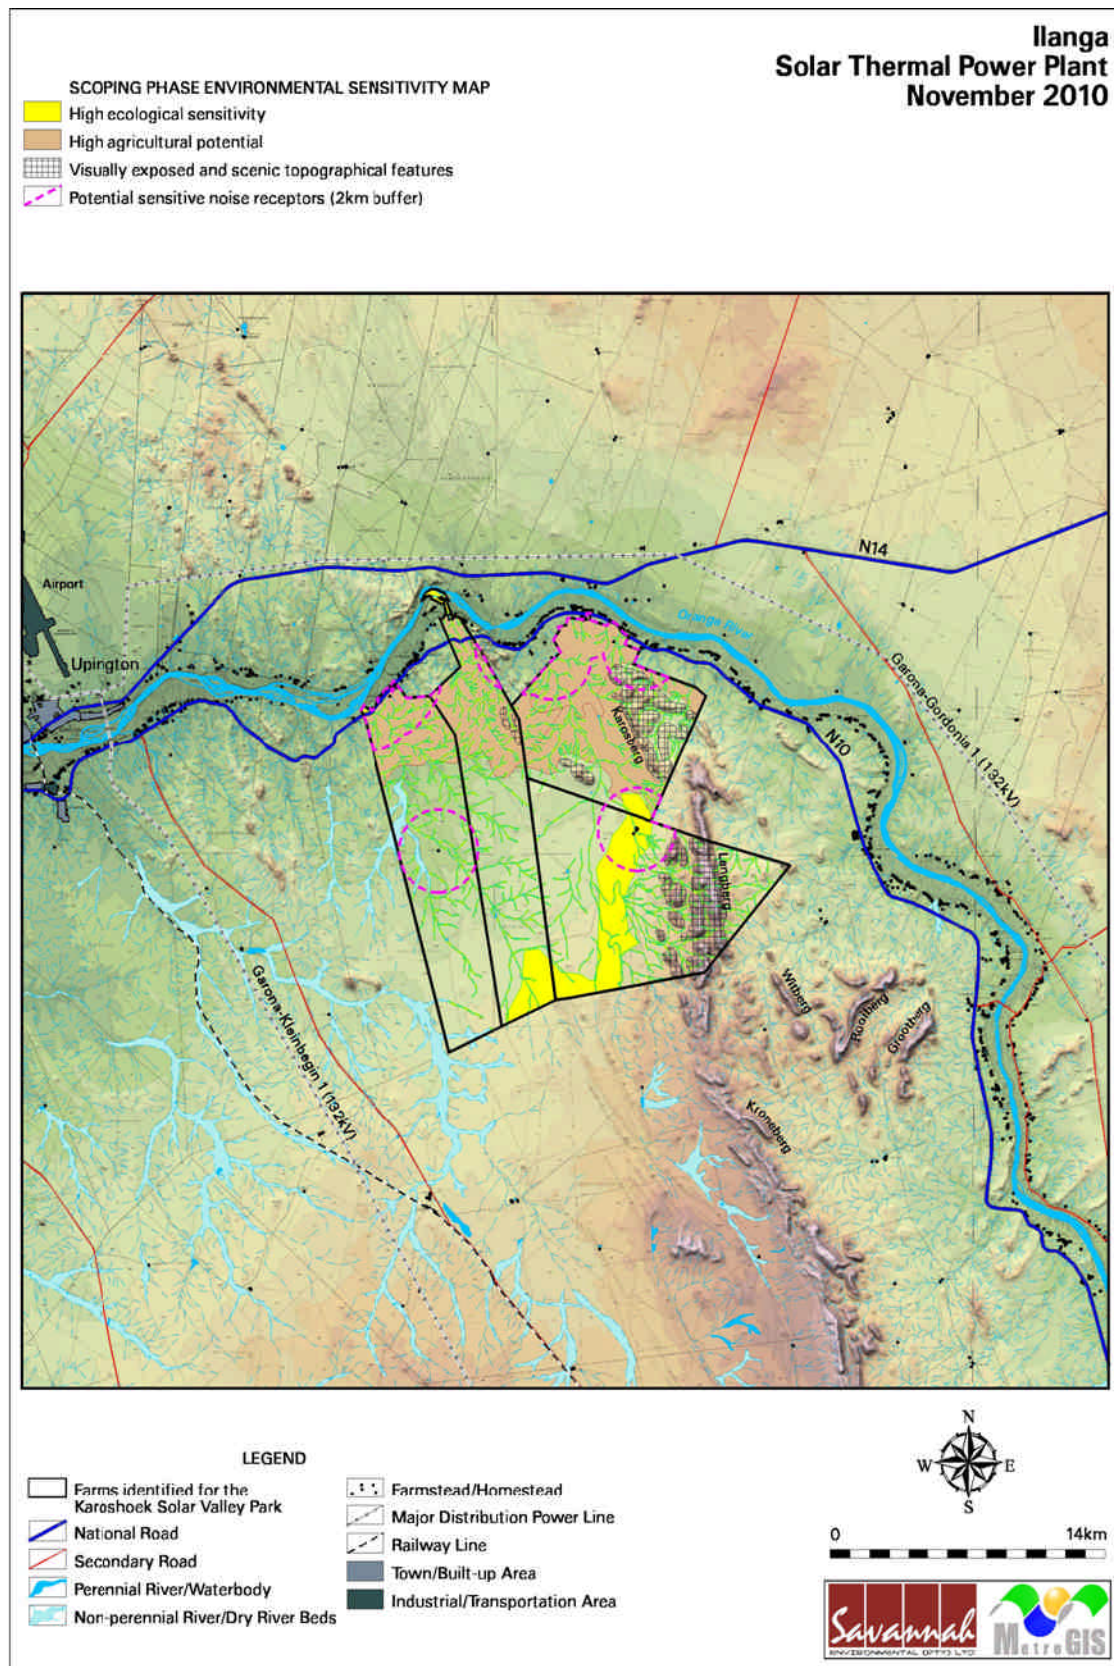 Ilanga
Solar Thermal Power Plant
November 2010
SCOPING PHASE ENVIRONMENTAL SENSITIVITY MAP
High ecological sensitivity
High agricultural potential
Visually exposed and scenic topographical features
Potential sensitive noise receptors (2km buffer)
N14
Airport
Orange River
Upington
Garona-Gordonia 1 (132kV)
Karosberg
N10
Langberg
Witberg
Rooiberg
Grootberg
Garona-Kleinbegin 1 (132kV)
Kroneberg
LEGEND
Farms identified for the
Karoshoek Solar Valley Park
National Road
Secondary Road
Perennial River/Waterbody
Non-perennial River/Dry River Beds
Farmstead/Homestead
Major Distribution Power Line
Railway Line
Town/Built-up Area
Industrial/Transportation Area
N
W E
S
0 14km
Savannah
ENVIRONMENTAL (PTY) LTD
MetroGIS